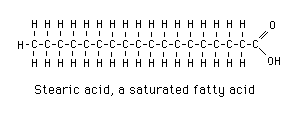 H H H H H H H H H H H H H H H H H O
H-C-C-C-C-C-C-C-C-C-C-C-C-C-C-C-C-C-C
H H H H H H H H H H H H H H H H H OH
Stearic acid, a saturated fatty acid